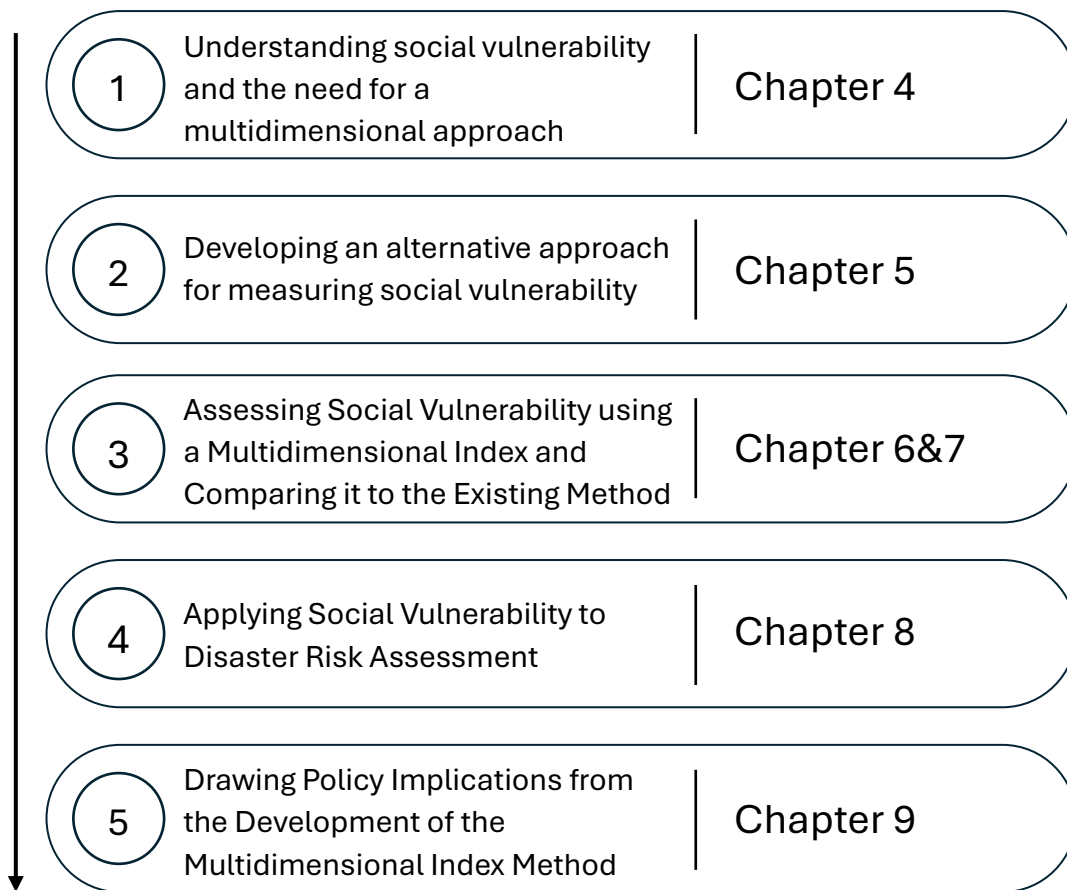 1
Understanding social vulnerability
and the need for a
multidimensional approach
Chapter 4
2
Developing an alternative approach
for measuring social vulnerability
Chapter 5
3
Assessing Social Vulnerability using
a Multidimensional Index and
Comparing it to the Existing Method
Chapter 6&7
4
Applying Social Vulnerability to
Disaster Risk Assessment
Chapter 8
5
Drawing Policy Implications from
the Development of the
Multidimensional Index Method
Chapter 9